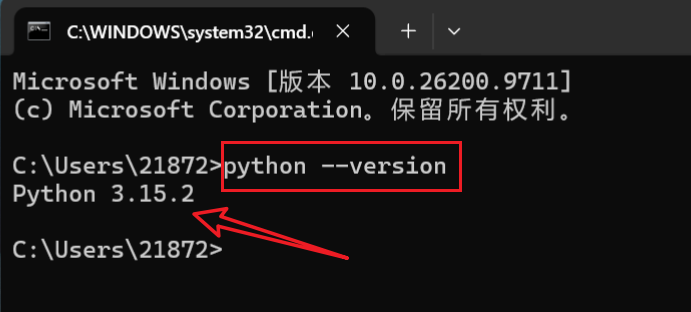 C:\WINDOWS\system32\cmd.
Microsoft Windows [版本 10.0.26200.9711]
(c) Microsoft Corporation。保留所有权利。
C:\Users\21872>python --version
Python 3.15.2
C:\Users\21872>